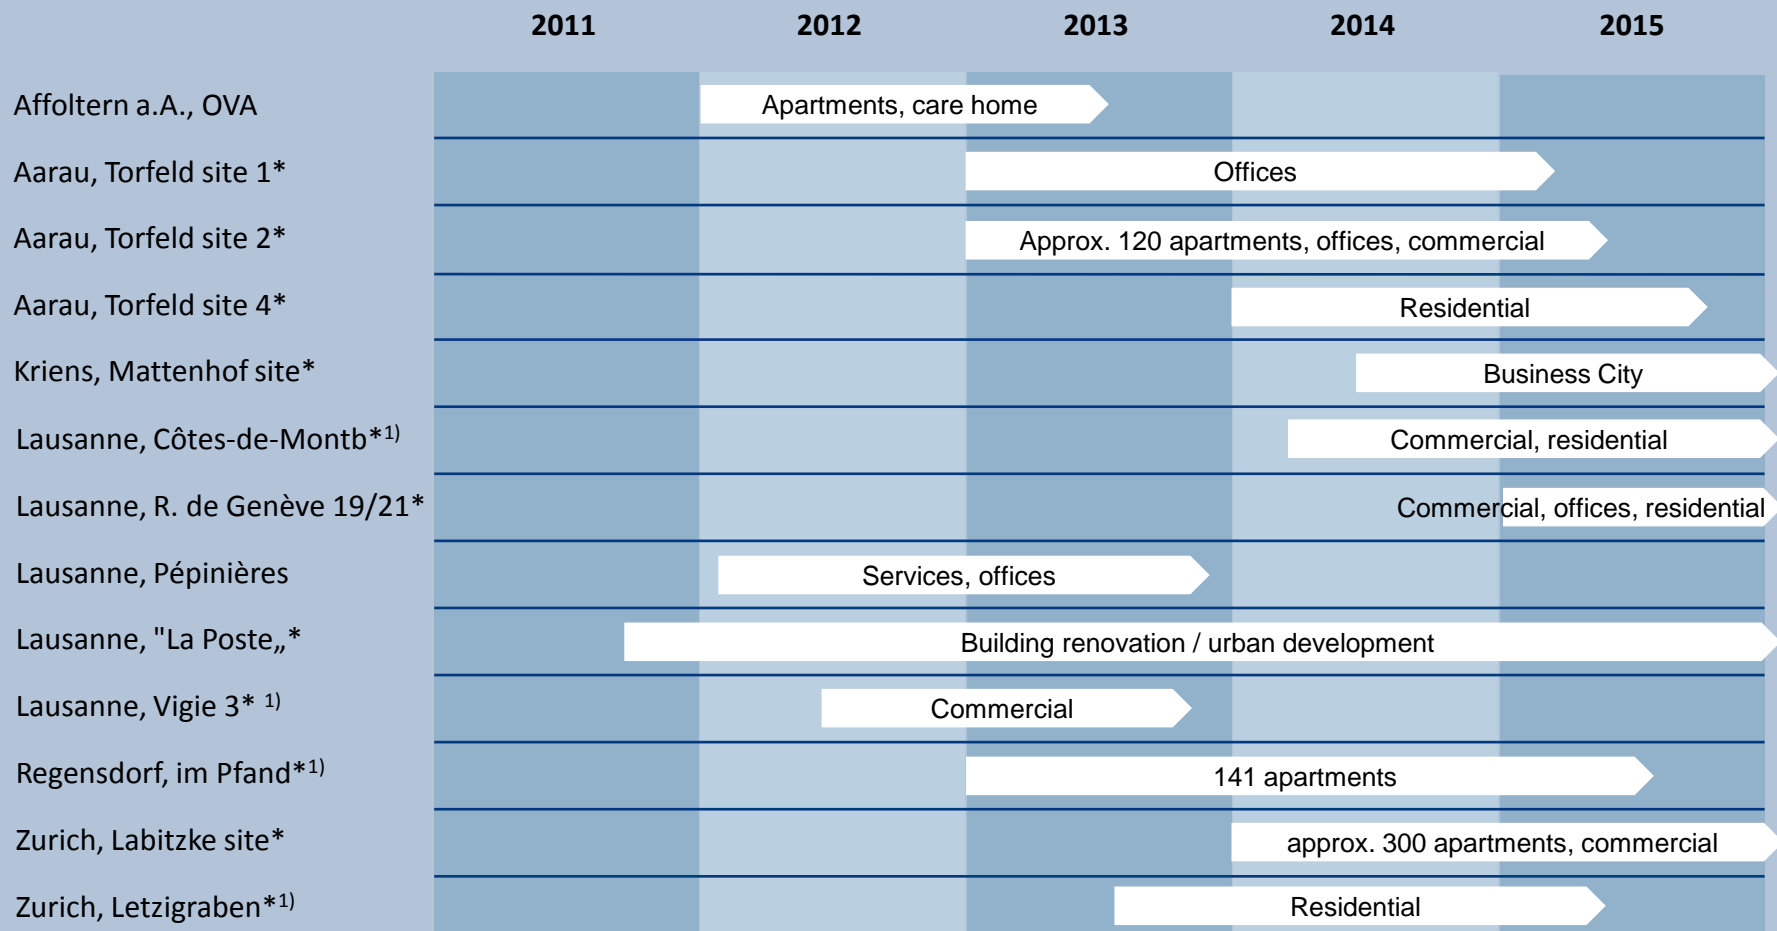 2011 2012 2013 2014 2015
Affoltern a.A., OVA Apartments, care home
Aarau, Torfeld site 1* Offices
Aarau, Torfeld site 2* Approx. 120 apartments, offices, commercial
Aarau, Torfeld site 4* Residential
Kriens, Mattenhof site* Business City
Lausanne, Côtes-de-Montb*1) Commercial, residential
Lausanne, R. de Genève 19/21* Commercial, offices, residential
Lausanne, Pépinières Services, offices
Lausanne, "La Poste„* Building renovation / urban development
Lausanne, Vigie 3* 1) Commercial
Regensdorf, im Pfand*1) 141 apartments
Zurich, Labitzke site* approx. 300 apartments, commercial
Zurich, Letzigraben*1) Residential